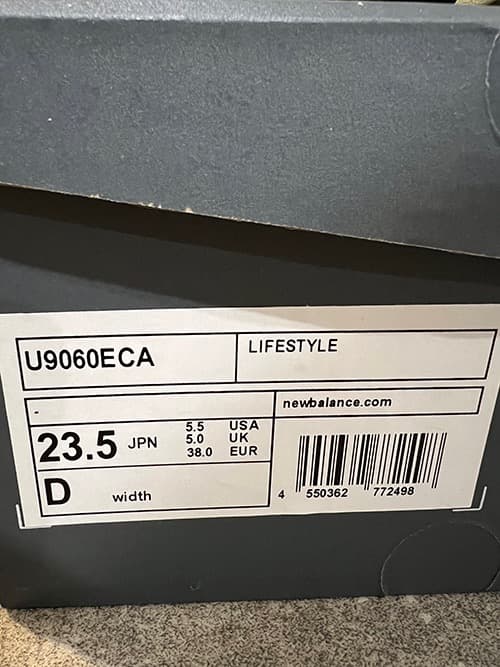 U9060ECA
LIFESTYLE
-
newbalance.com
23.5 JPN
5.5 USA
5.0 UK
38.0 EUR
D width
4 550362 772498